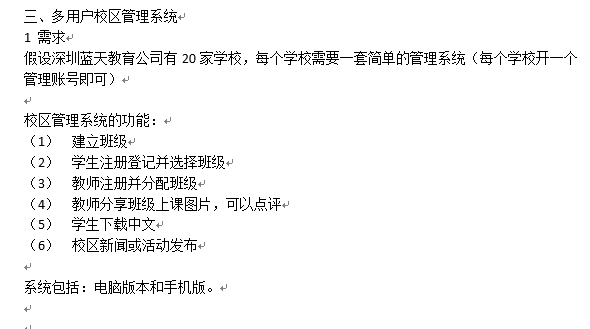 三、多用户校区管理系统
1 需求
假设深圳蓝天教育公司有 20 家学校，每个学校需要一套简单的管理系统（每个学校开一个
管理账号即可）
校区管理系统的功能：
（1） 建立班级
（2） 学生注册登记并选择班级
（3） 教师注册并分配班级
（4） 教师分享班级上课图片，可以点评
（5） 学生下载中文
（6） 校区新闻或活动发布
系统包括：电脑版本和手机版。